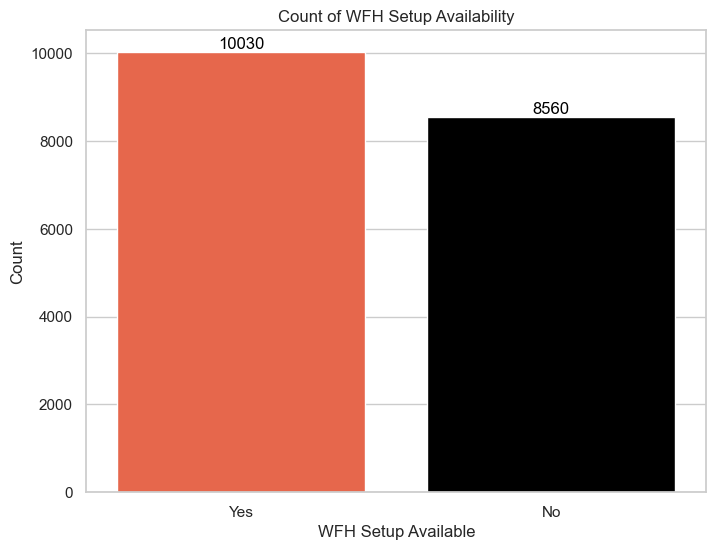 Count of WFH Setup Availability
10030
8560
10000
8000
6000
4000
2000
0
Count
Yes
No
WFH Setup Available